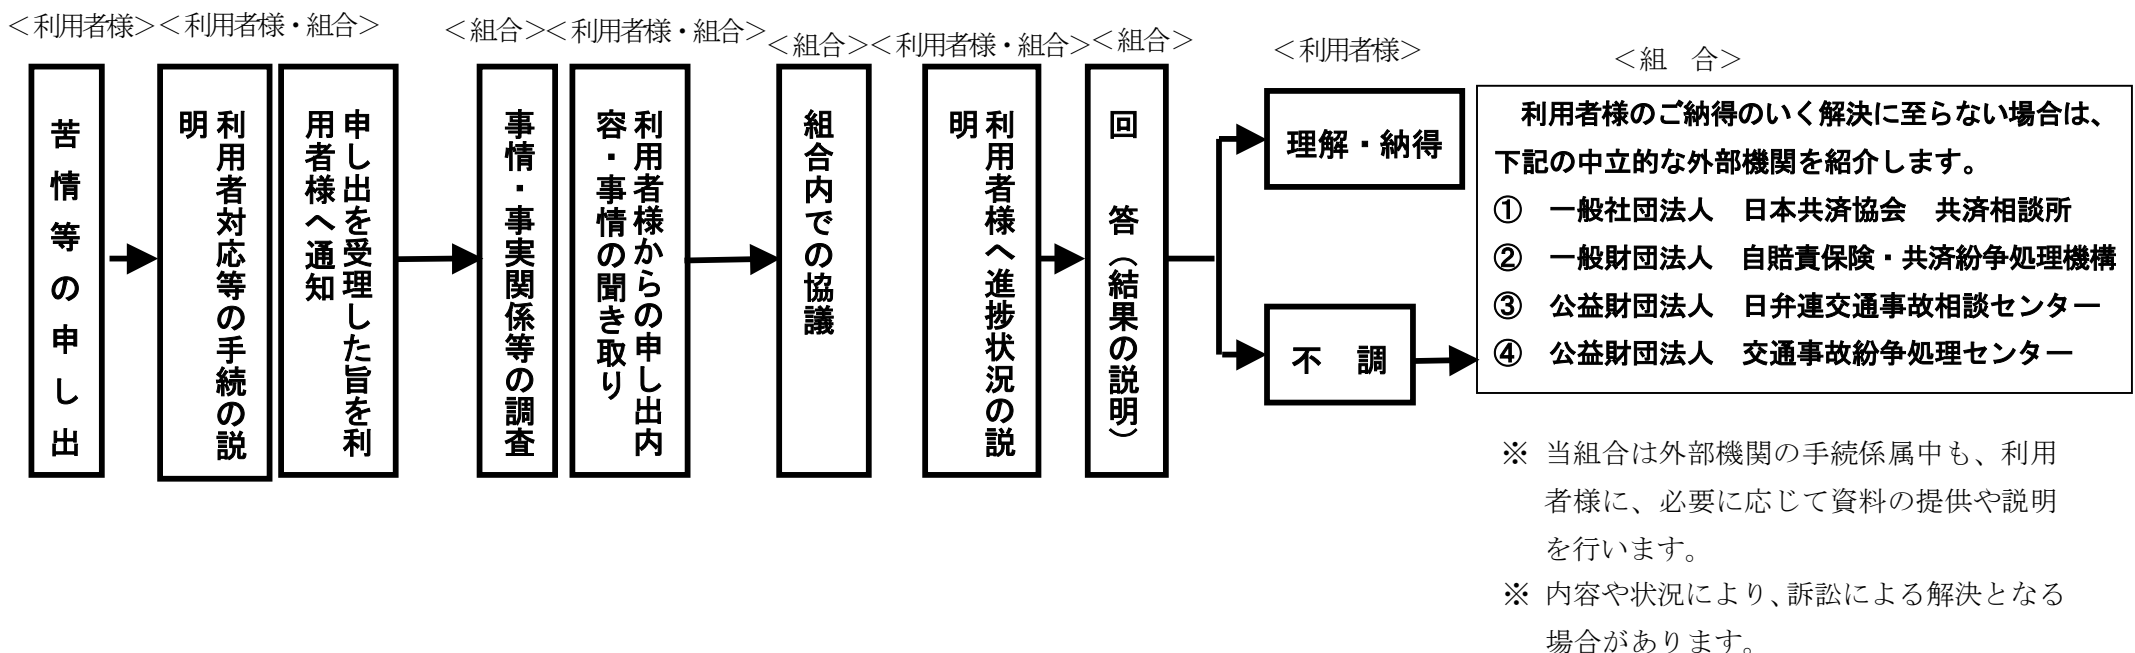 ＜利用者様＞＜利用者様・組合＞
＜組合＞＜利用者様・組合＞
＜組合＞＜利用者様・組合＞＜組合＞
＜利用者様＞
＜組　合＞
苦情等の申し出
利用者対応等の手続の説
明
申し出を受理した旨を利
用者様へ通知
事情・事実関係等の調査
利用者様からの申し出内
容・事情の聞き取り
組合内での協議
利用者様へ進捗状況の説
明
回　答（結果の説明）
理解・納得
不　調
利用者様のご納得のいく解決に至らない場合は、
下記の中立的な外部機関を紹介します。
①　一般社団法人　日本共済協会　共済相談所
②　一般財団法人　自賠責保険・共済紛争処理機構
③　公益財団法人　日弁連交通事故相談センター
④　公益財団法人　交通事故紛争処理センター
※ 当組合は外部機関の手続係属中も、利用
者様に、必要に応じて資料の提供や説明
を行います。
※ 内容や状況により、訴訟による解決となる
場合があります。